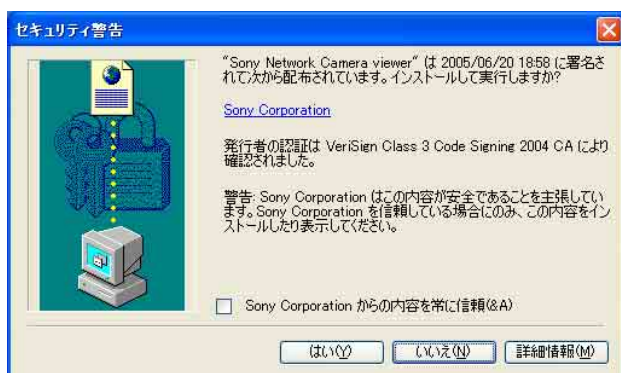 セキュリティ警告
"Sony Network Camera viewer" は 2005/06/20 18:58 に署名さ
れて次から配布されています。インストールして実行しますか?
Sony Corporation
発行者の認証は VeriSign Class 3 Code Signing 2004 CA により
確認されました。
警告: Sony Corporation はこの内容が安全であることを主張してい
ます。Sony Corporation を信頼している場合にのみ、この内容をイン
ストールしたり表示してください。
Sony Corporation からの内容を常に信頼(&A)
はい(Y) いいえ(N) 詳細情報(M)